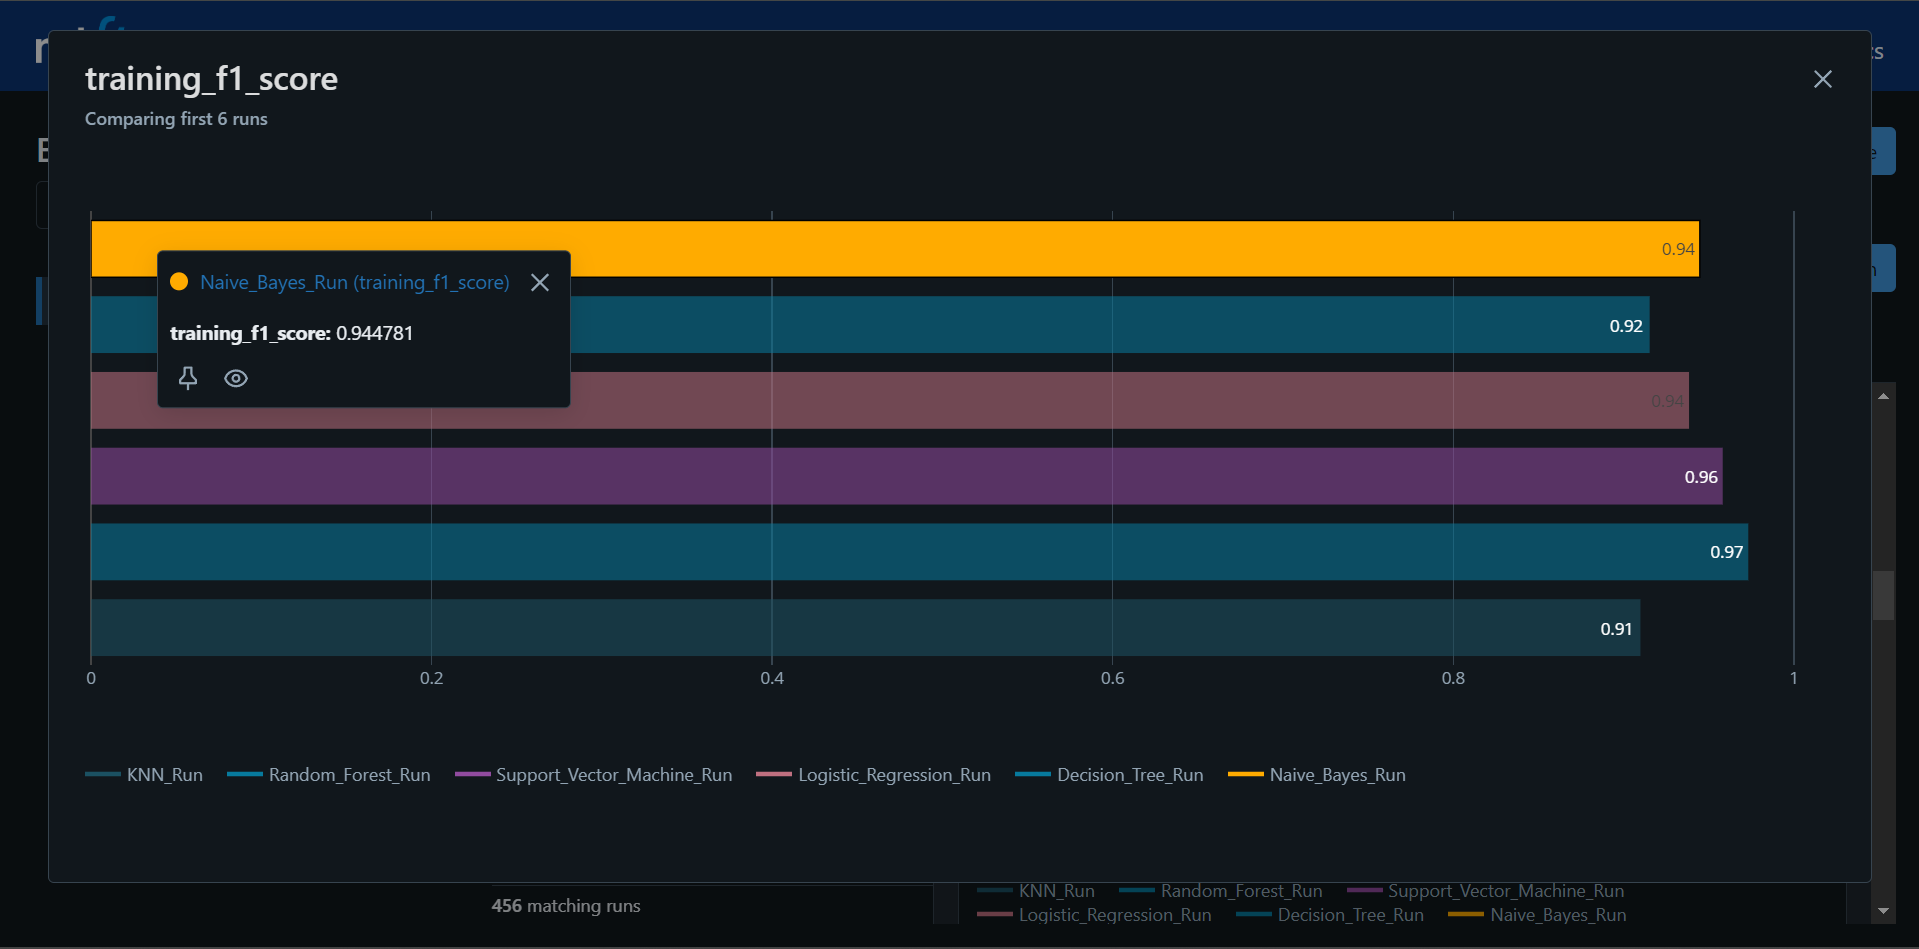 training_f1_score
Comparing first 6 runs
0.94
Naive_Bayes_Run (training_f1_score)
training_f1_score: 0.944781
0.92
0.94
0.96
0.97
0.91
0 0.2 0.4 0.6 0.8 1
KNN_Run Random_Forest_Run Support_Vector_Machine_Run Logistic_Regression_Run Decision_Tree_Run Naive_Bayes_Run
KNN_Run Random_Forest_Run Support_Vector_Machine_Run
456 matching runs
Logistic_Regression_Run Decision_Tree_Run Naive_Bayes_Run